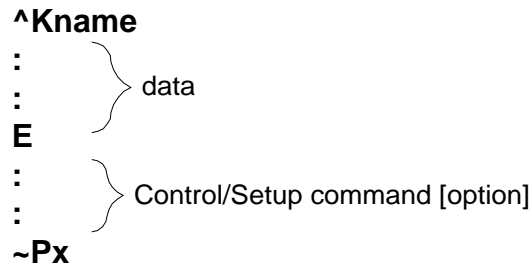 ^Kname
:
: data
E
:
: Control/Setup command [option]
~Px